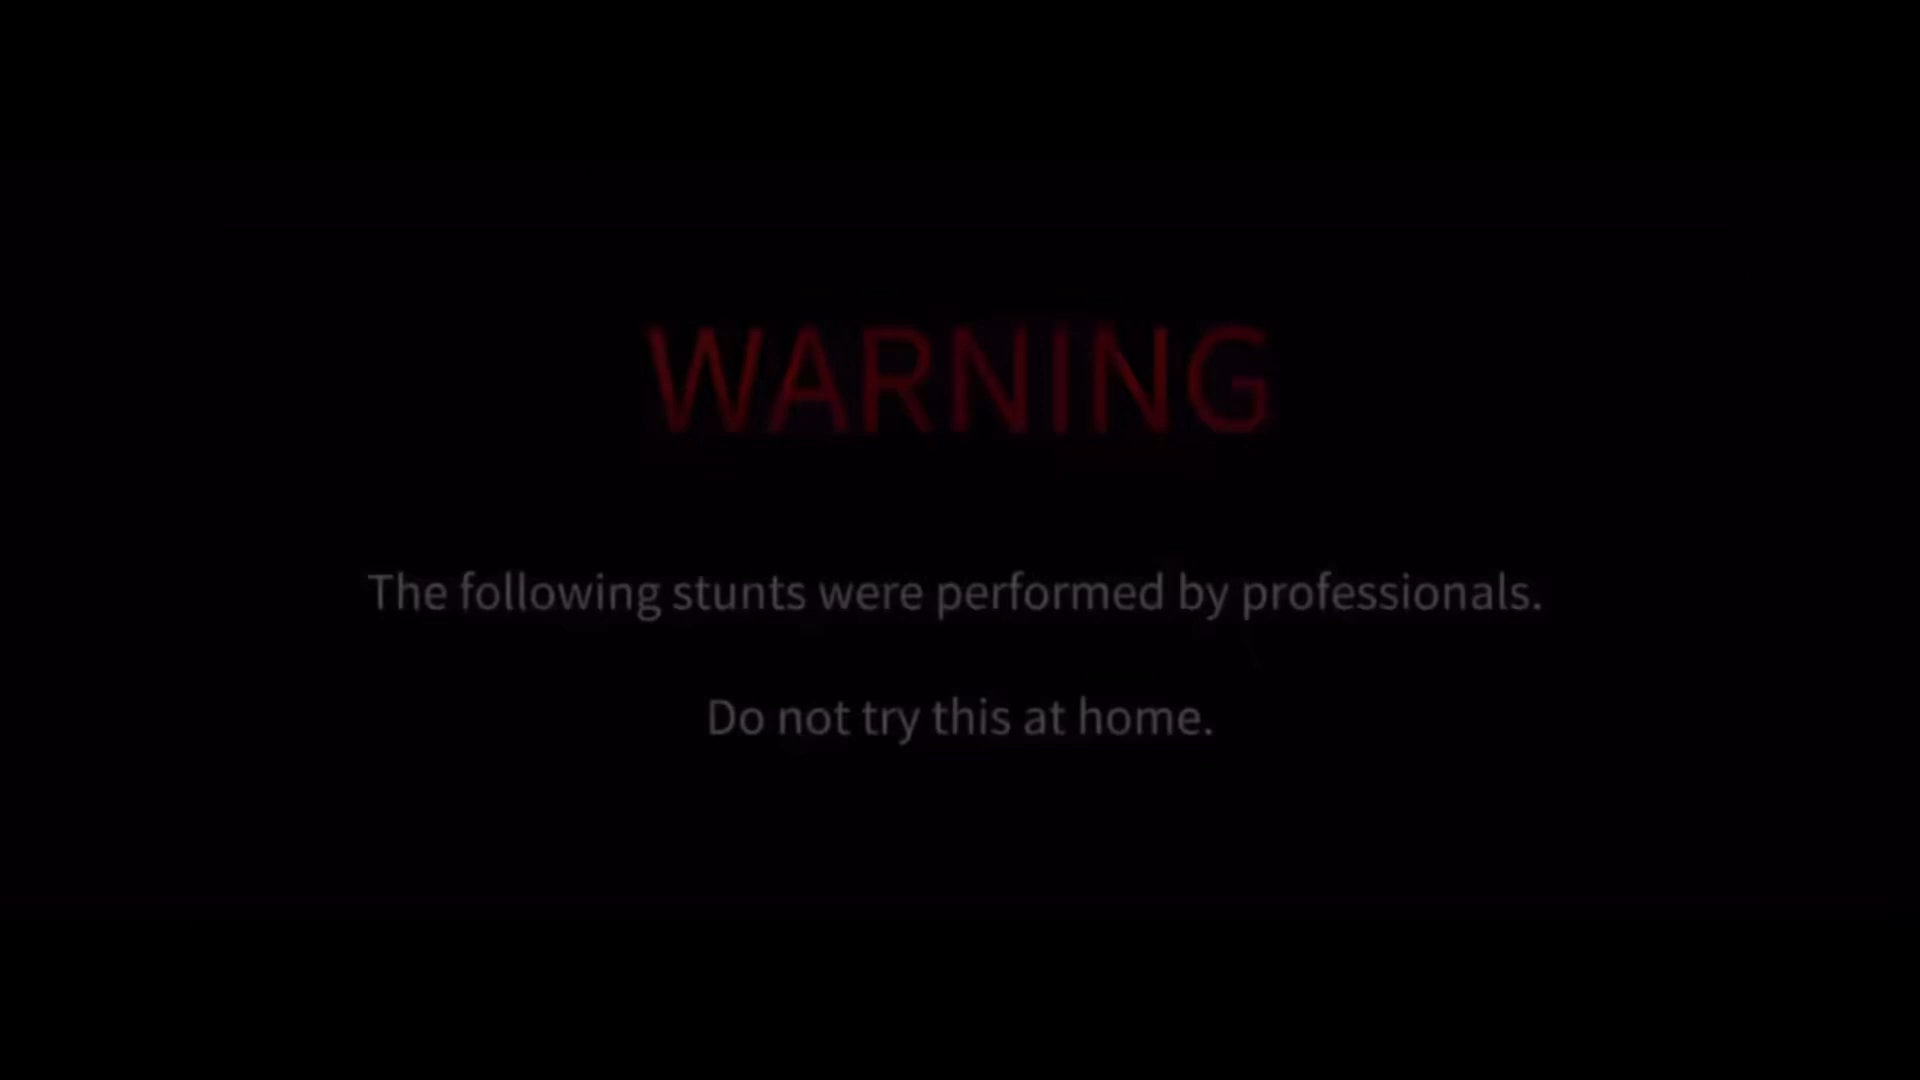 WARNING
The following stunts were performed by professionals.
Do not try this at home.